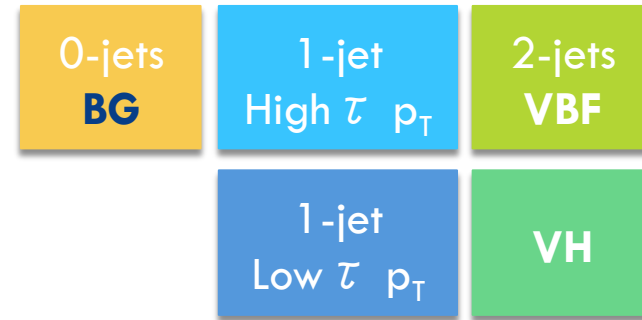 0-jets
BG
1-jet
High τ p_T
2-jets
VBF
1-jet
Low τ p_T
VH